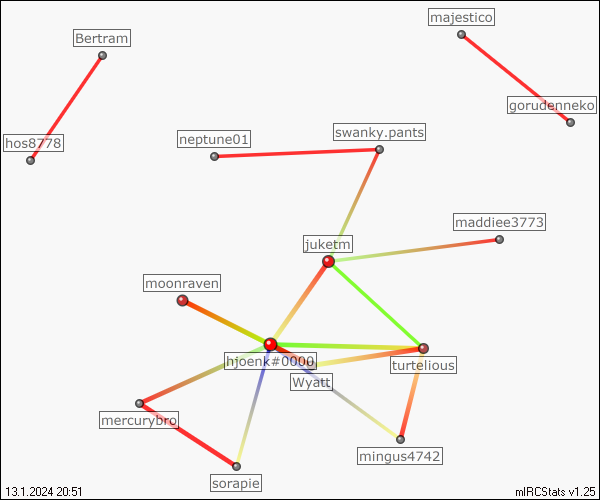 majestico
Bertram
gorudenneko
swanky.pants
neptune01
hos8778
maddiee3773
juketm
moonraven
hjoenk#0000
turtelious
Wyatt
mercurybro
mingus4742
sorapie
13.1.2024 20:51
mIRCStats v1.25